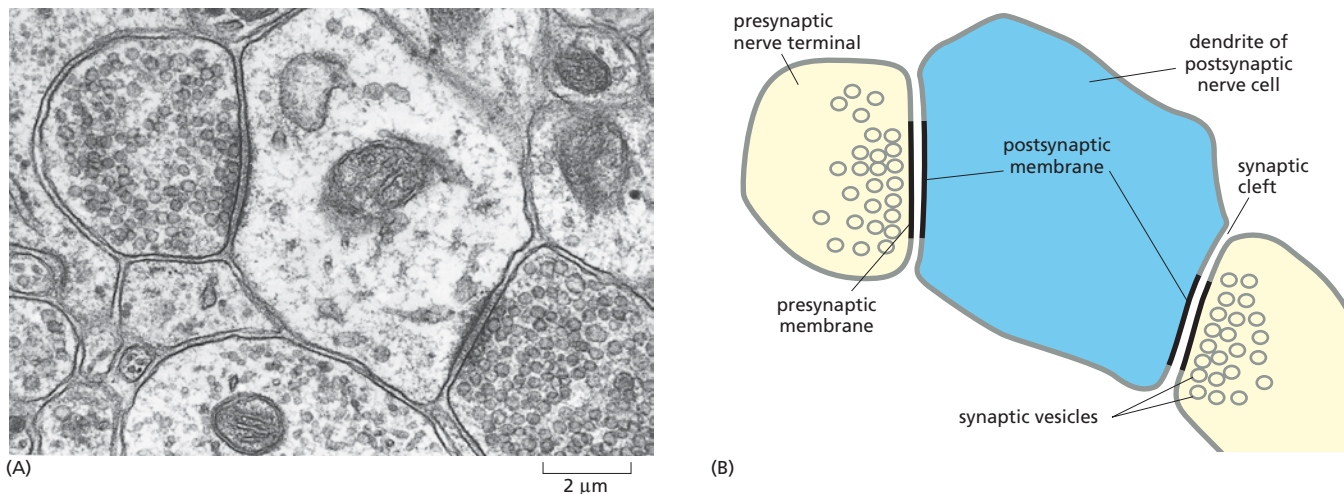 presynaptic
nerve terminal
dendrite of
postsynaptic
nerve cell
postsynaptic
membrane
synaptic
cleft
presynaptic
membrane
synaptic vesicles
(A)
2 μm
(B)